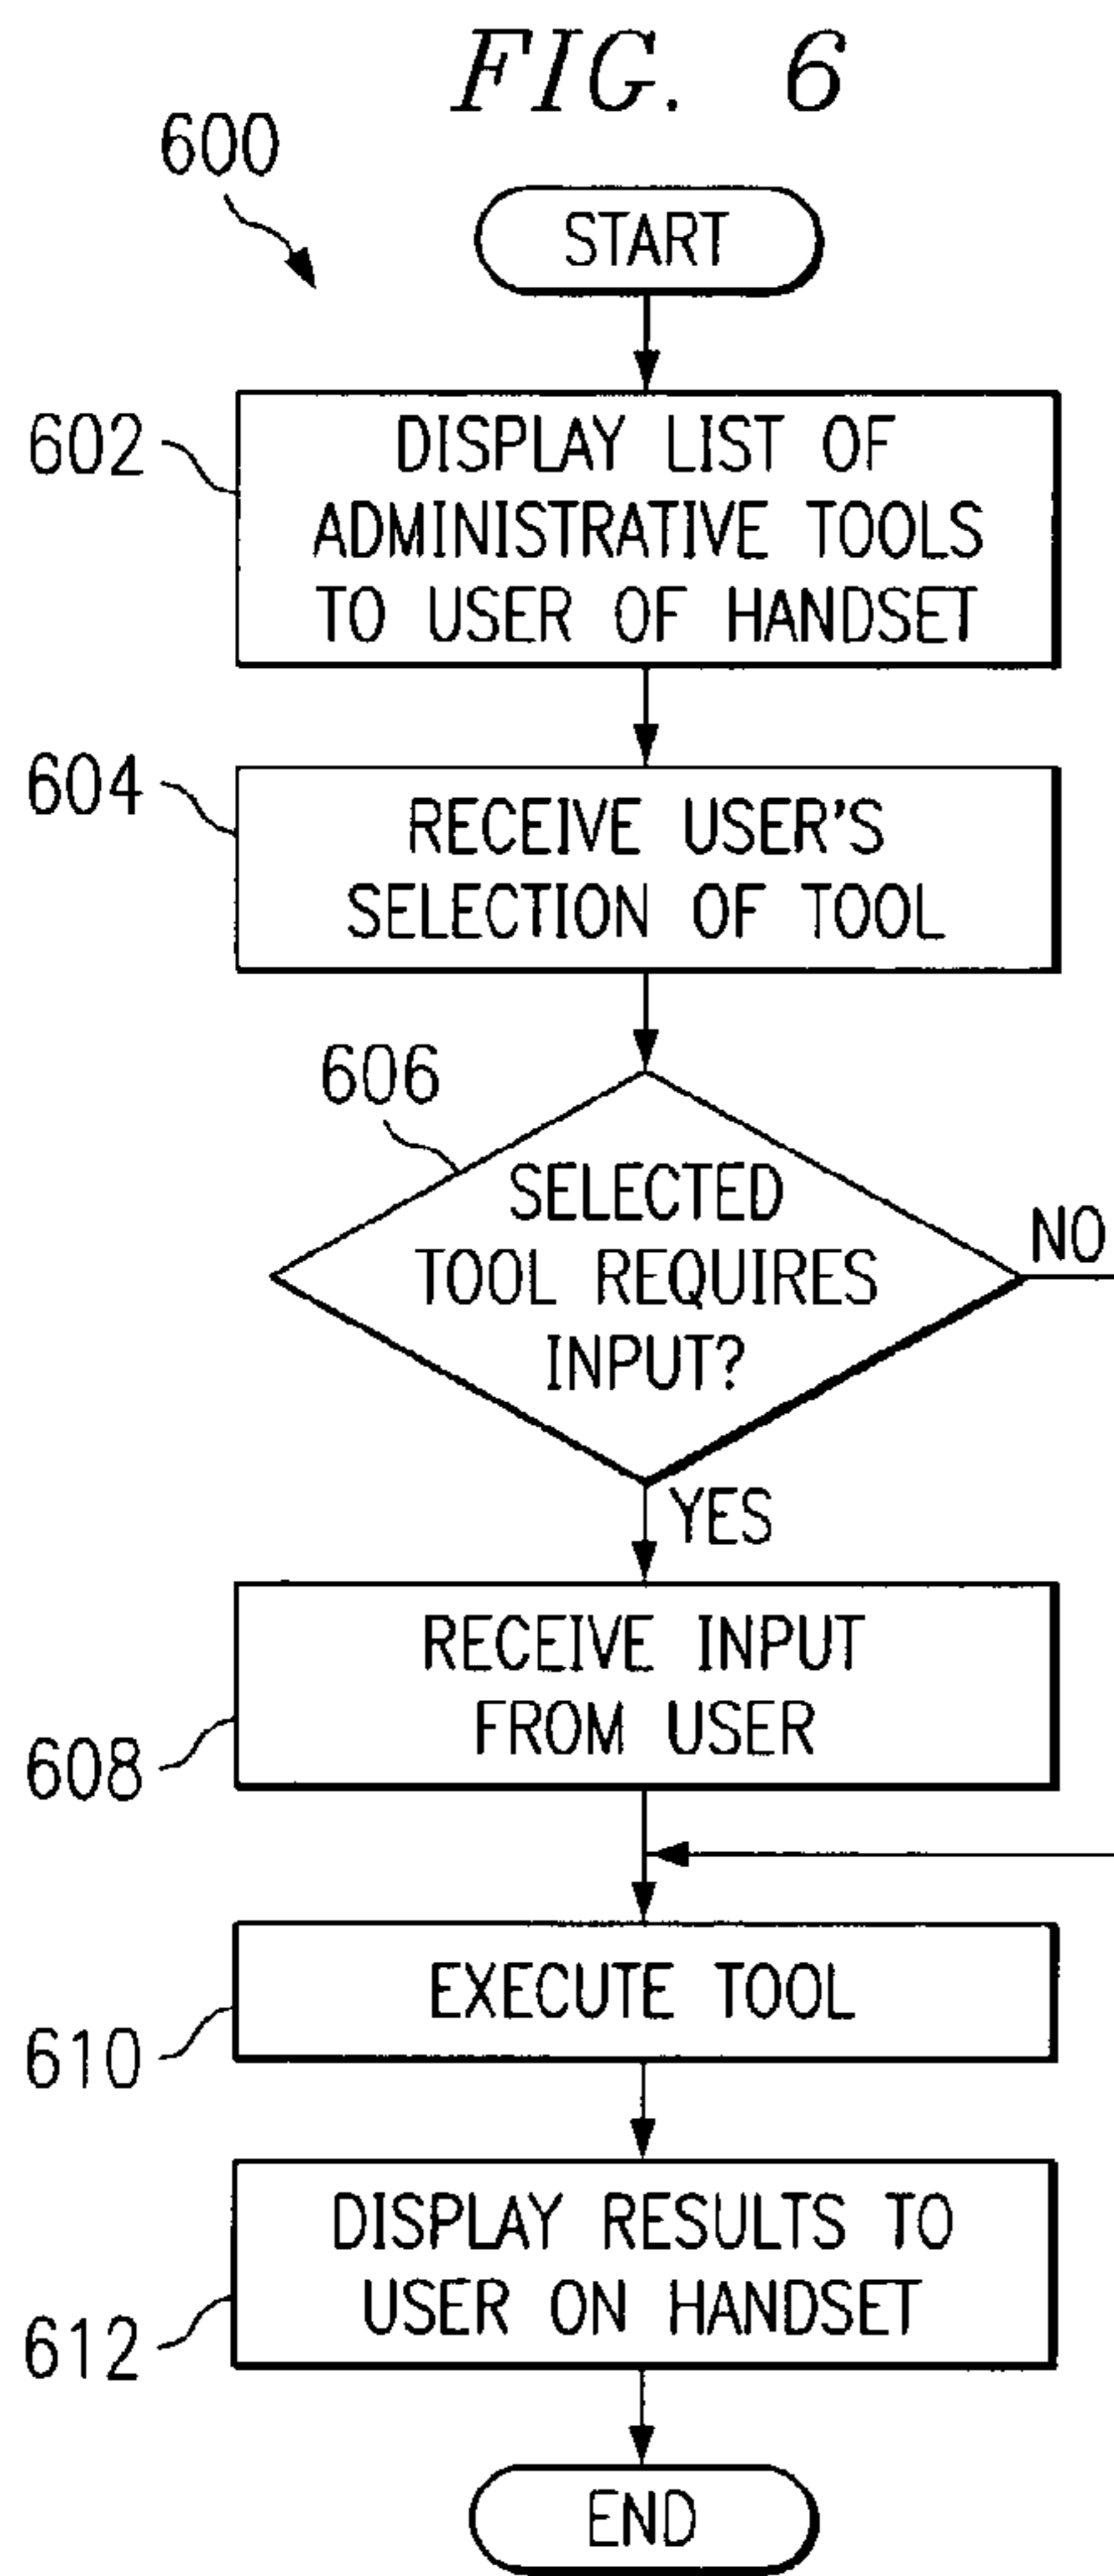 FIG. 6
600
START
602
DISPLAY LIST OF
ADMINISTRATIVE TOOLS
TO USER OF HANDSET
604
RECEIVE USER'S
SELECTION OF TOOL
606
SELECTED
TOOL REQUIRES
INPUT?
NO
YES
RECEIVE INPUT
FROM USER
608
EXECUTE TOOL
610
DISPLAY RESULTS TO
USER ON HANDSET
612
END